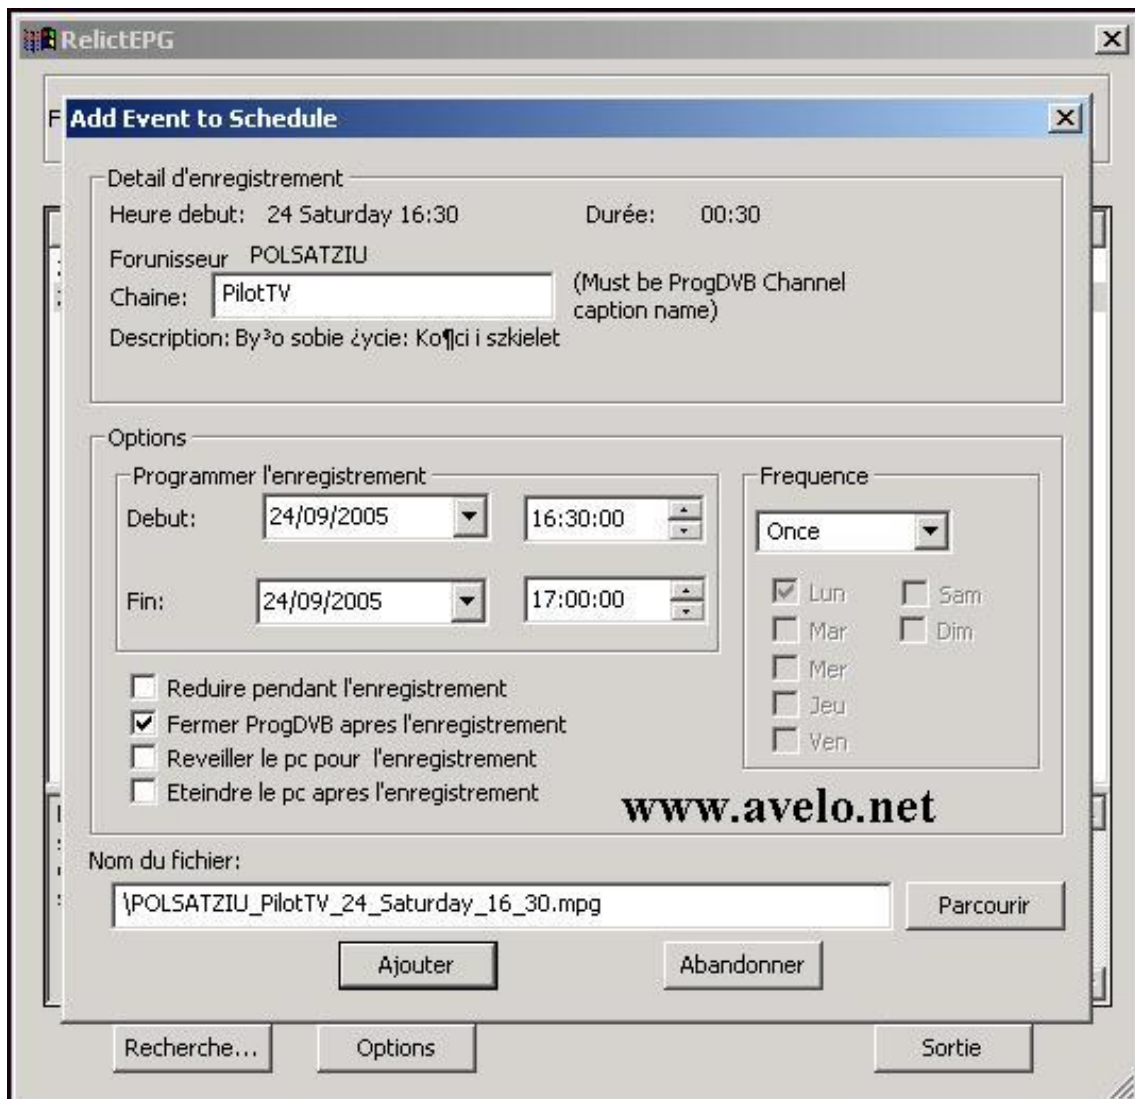 RelictEPG
F
Add Event to Schedule
Detail d'enregistrement
Heure debut: 24 Saturday 16:30 Durée: 00:30
Forunisseur POLSATZIU
Chaine: PilotTV (Must be ProgDVB Channel
caption name)
Description: By³o sobie ¿ycie: Ko¶ci i szkielet
Options
Programmer l'enregistrement
Debut: 24/09/2005 16:30:00
Fin: 24/09/2005 17:00:00
Frequence
Once
Lun Sam
Mar Dim
Mer
Jeu
Ven
Reduire pendant l'enregistrement
Fermer ProgDVB apres l'enregistrement
Reveiller le pc pour l'enregistrement
Eteindre le pc apres l'enregistrement
www.avelo.net
Nom du fichier:
\POLSATZIU_PilotTV_24_Saturday_16_30.mpg Parcourir
Ajouter Abandonner
Recherche... Options Sortie